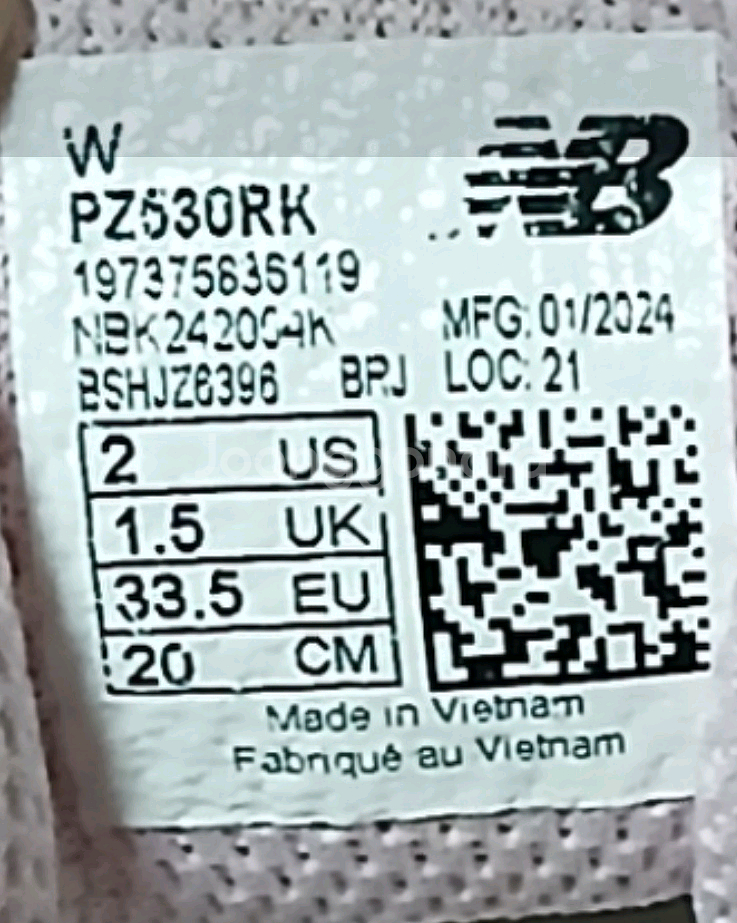 W
PZ530RK
197375636119
BSHJZ6396 BRJ
MFG: 01/2024
LOC: 21
2 US
1.5 UK
33.5 EU
20 CM
Made in Vietnam
Fabriqué au Vietnam